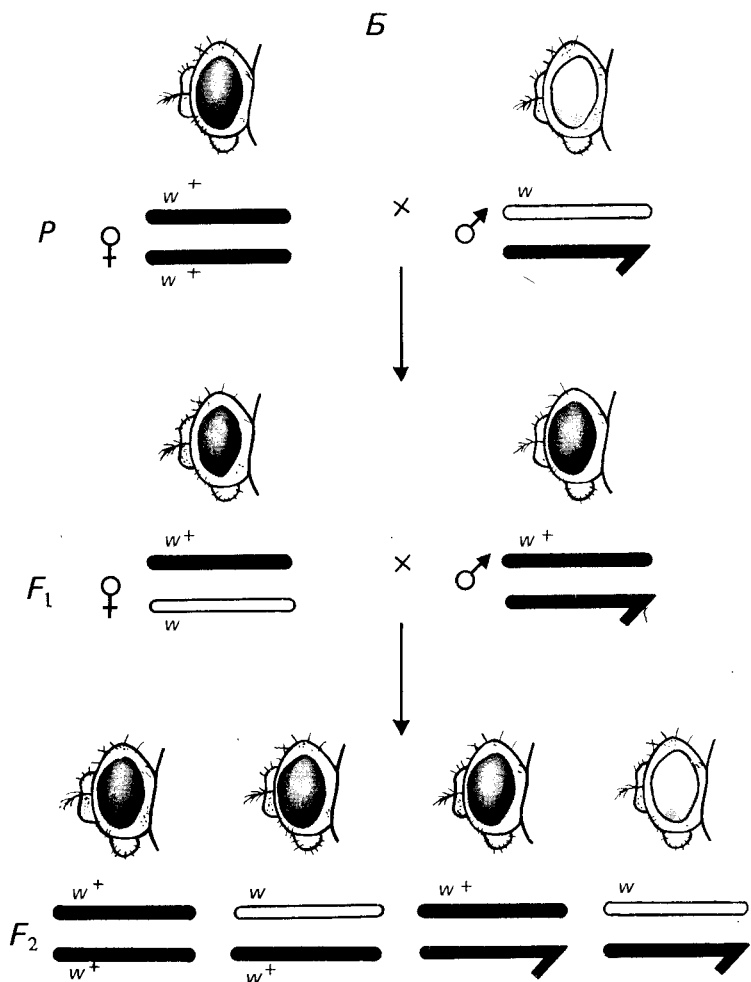 Б
w + w
P ♀ × ♂
w +
w + w +
F₁ ♀ × ♂
w
w + w w + w
F₂
w + w +